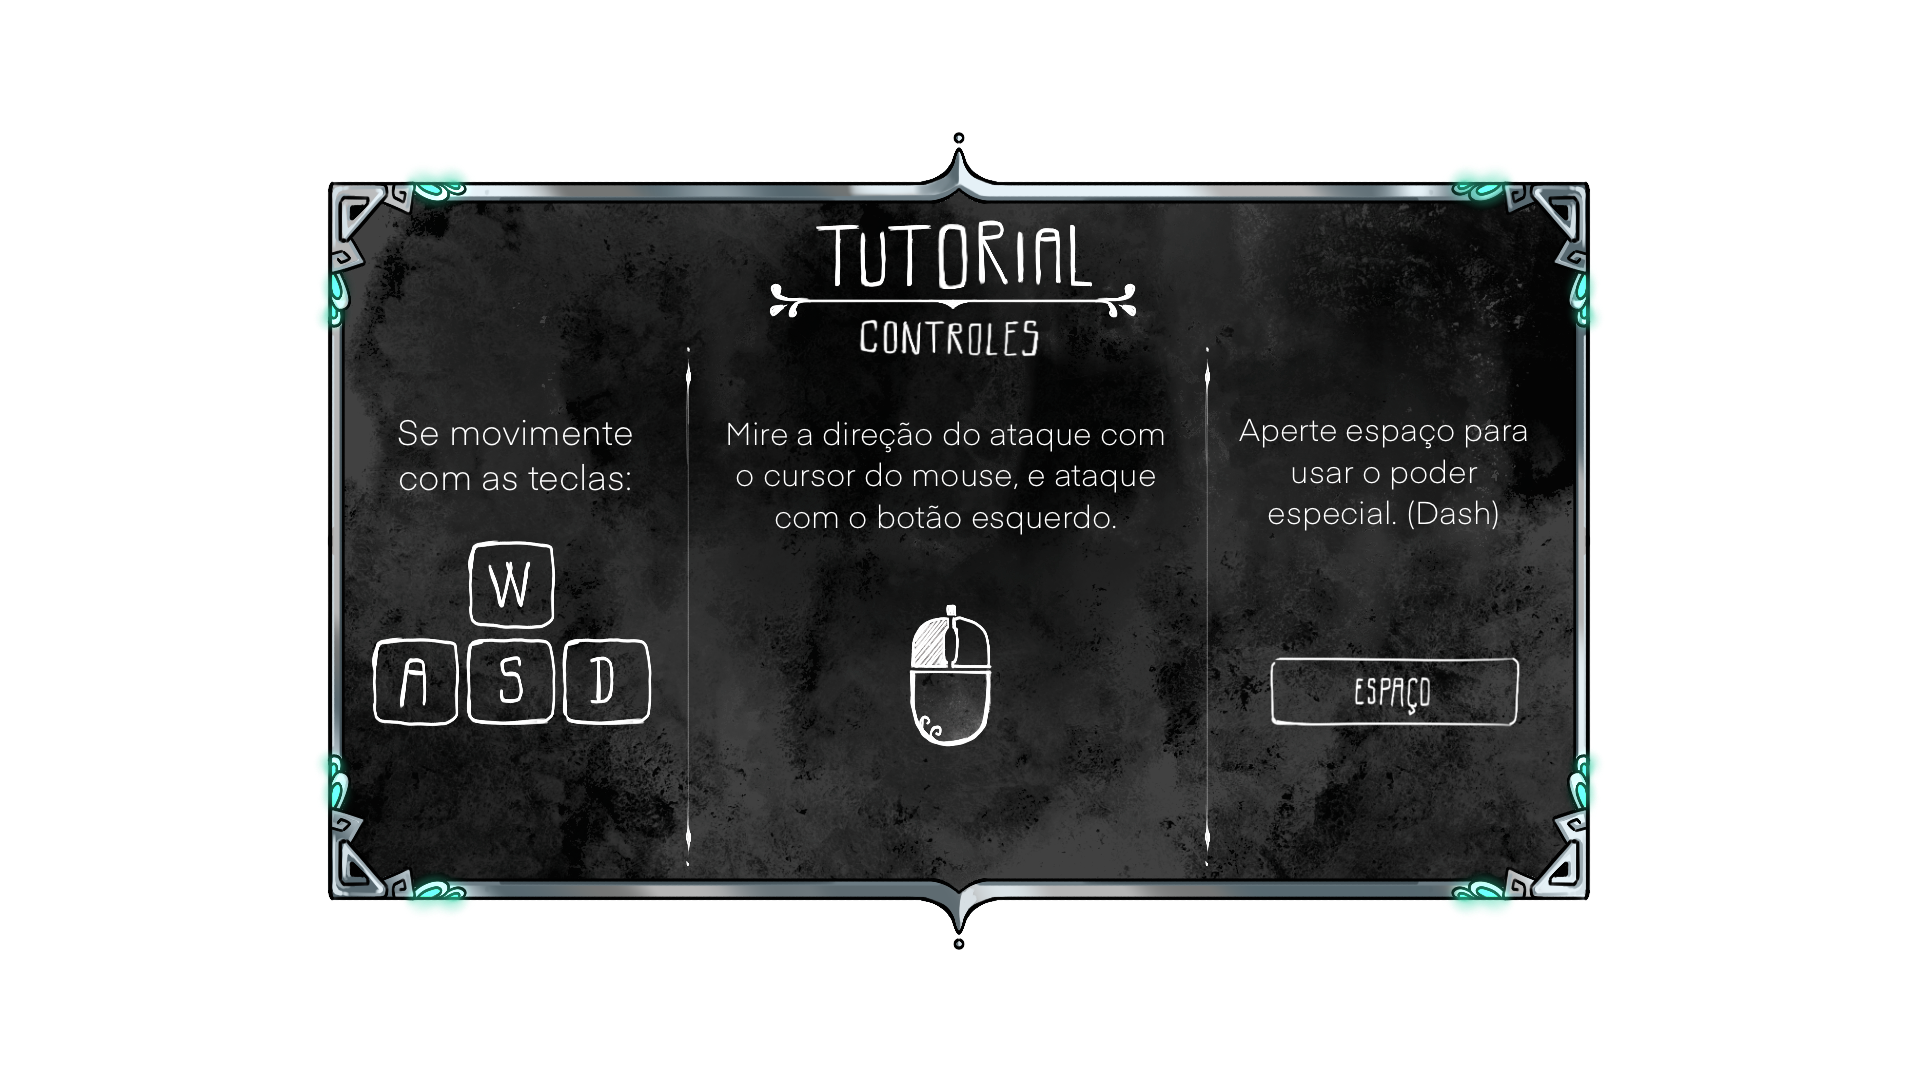 TUTORIAL
CONTROLES
Se movimente
com as teclas:
W
A S D
Mire a direção do ataque com
o cursor do mouse, e ataque
com o botão esquerdo.
Aperte espaço para
usar o poder
especial. (Dash)
ESPAÇO